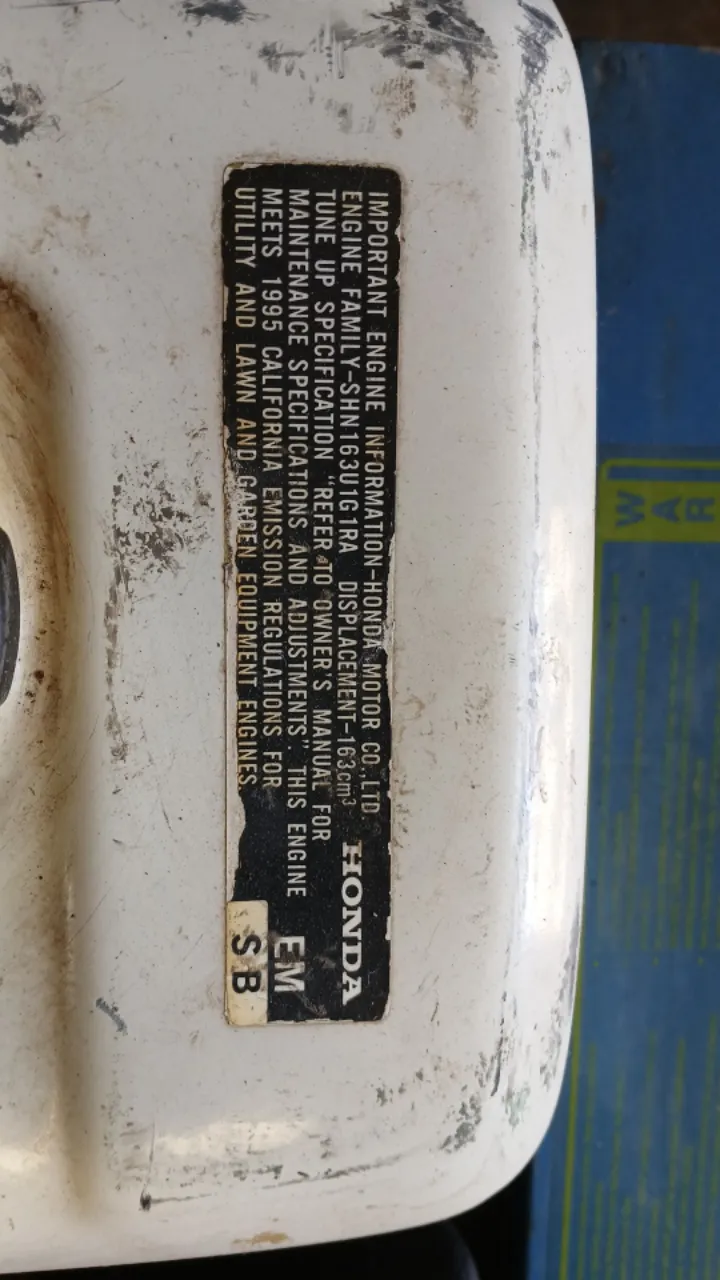 IMPORTANT ENGINE INFORMATION-HONDA MOTOR CO.,LTD
ENGINE FAMILY-SHN163U1G1RA DISPLACEMENT-163cm³
TUNE UP SPECIFICATION "REFER TO OWNER'S MANUAL FOR
MAINTENANCE SPECIFICATIONS AND ADJUSTMENTS". THIS ENGINE
MEETS 1995 CALIFORNIA EMISSION REGULATIONS FOR
UTILITY AND LAWN AND GARDEN EQUIPMENT ENGINES.
HONDA
EM
S B
WAR